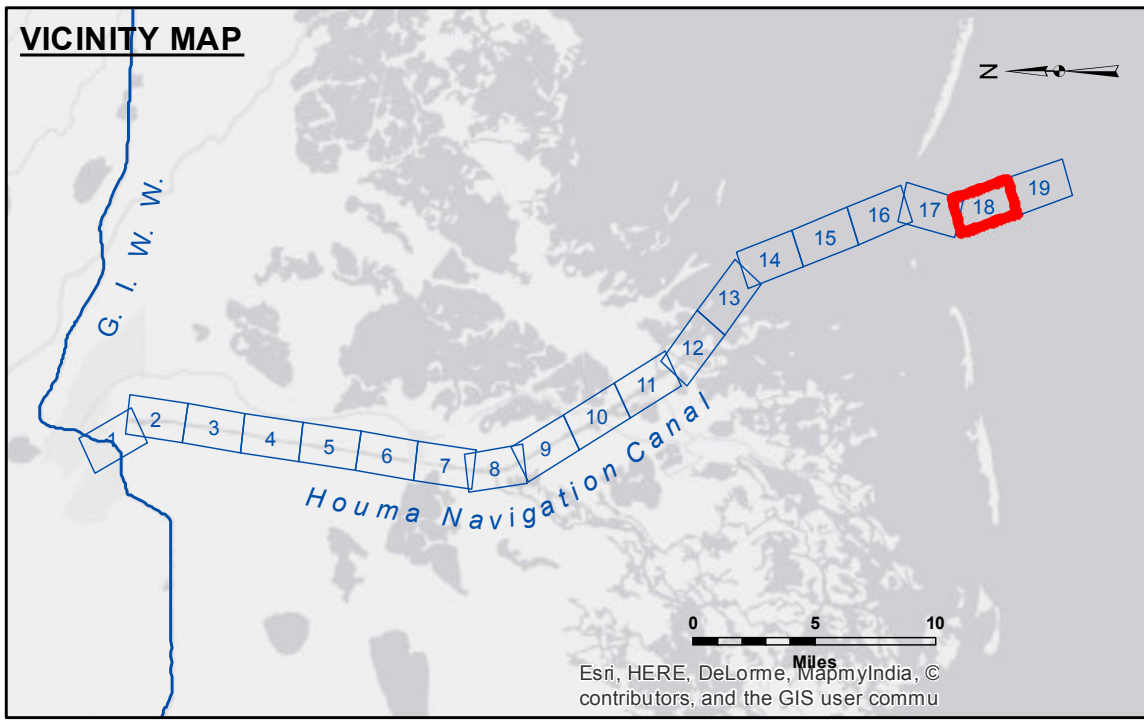 VICINITY MAP
N
G. I. W. W.
1
2
3
4
5
6
7
8
9
10
11
12
13
14
15
16
17
18
19
Houma Navigation Canal
0 5 10
Miles
Esri, HERE, DeLorme, MapmyIndia, ©
contributors, and the GIS user commu